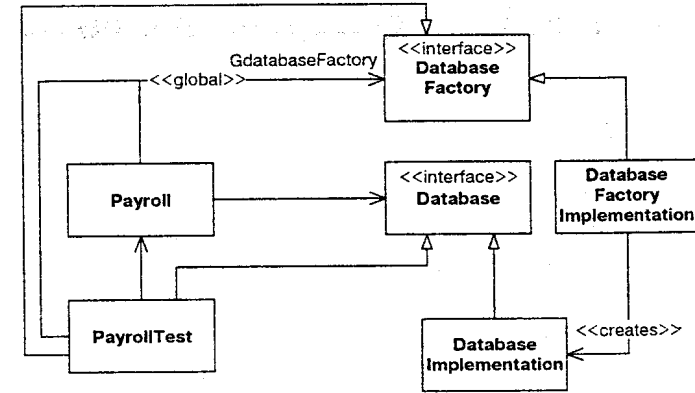 <<interface>>
Database
Factory
GdatabaseFactory
<<global>>
Payroll
<<interface>>
Database
Database
Factory
Implementation
PayrollTest
Database
Implementation
<<creates>>